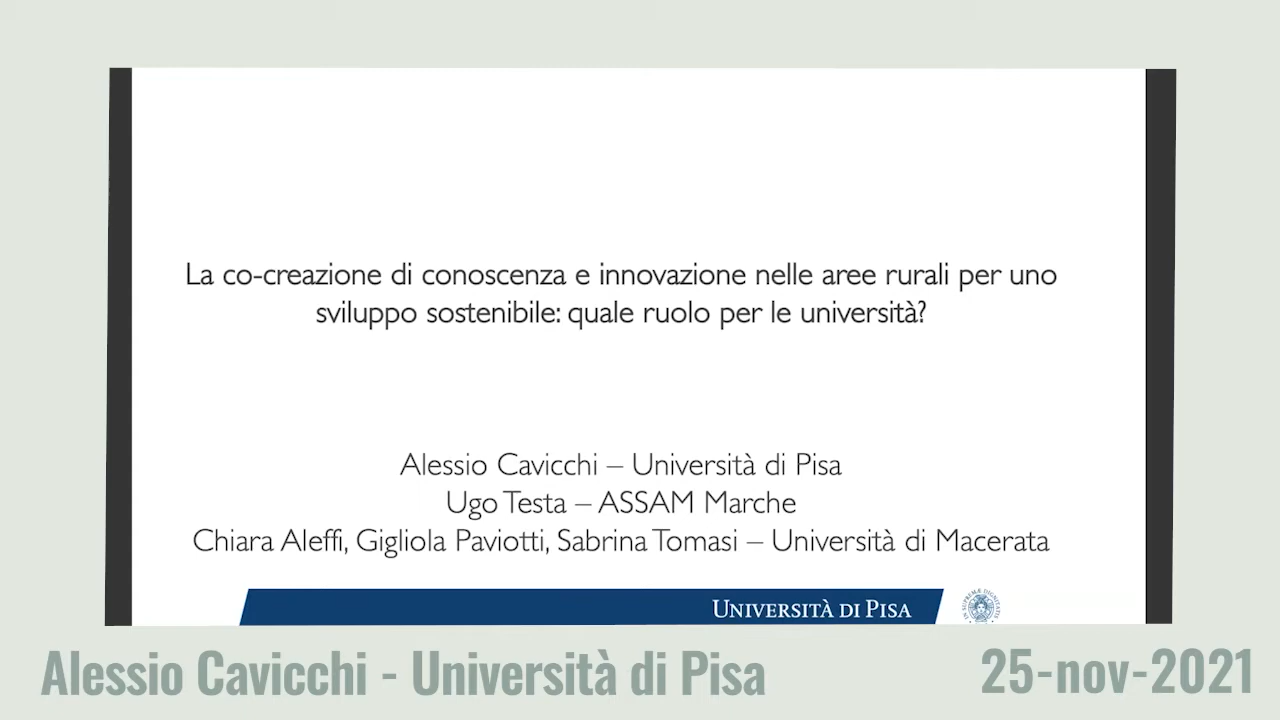 La co-creazione di conoscenza e innovazione nelle aree rurali per uno
sviluppo sostenibile: quale ruolo per le università?
Alessio Cavicchi – Università di Pisa
Ugo Testa – ASSAM Marche
Chiara Aleffi, Gigliola Paviotti, Sabrina Tomasi – Università di Macerata
UNIVERSITÀ DI PISA
Alessio Cavicchi - Università di Pisa
25-nov-2021